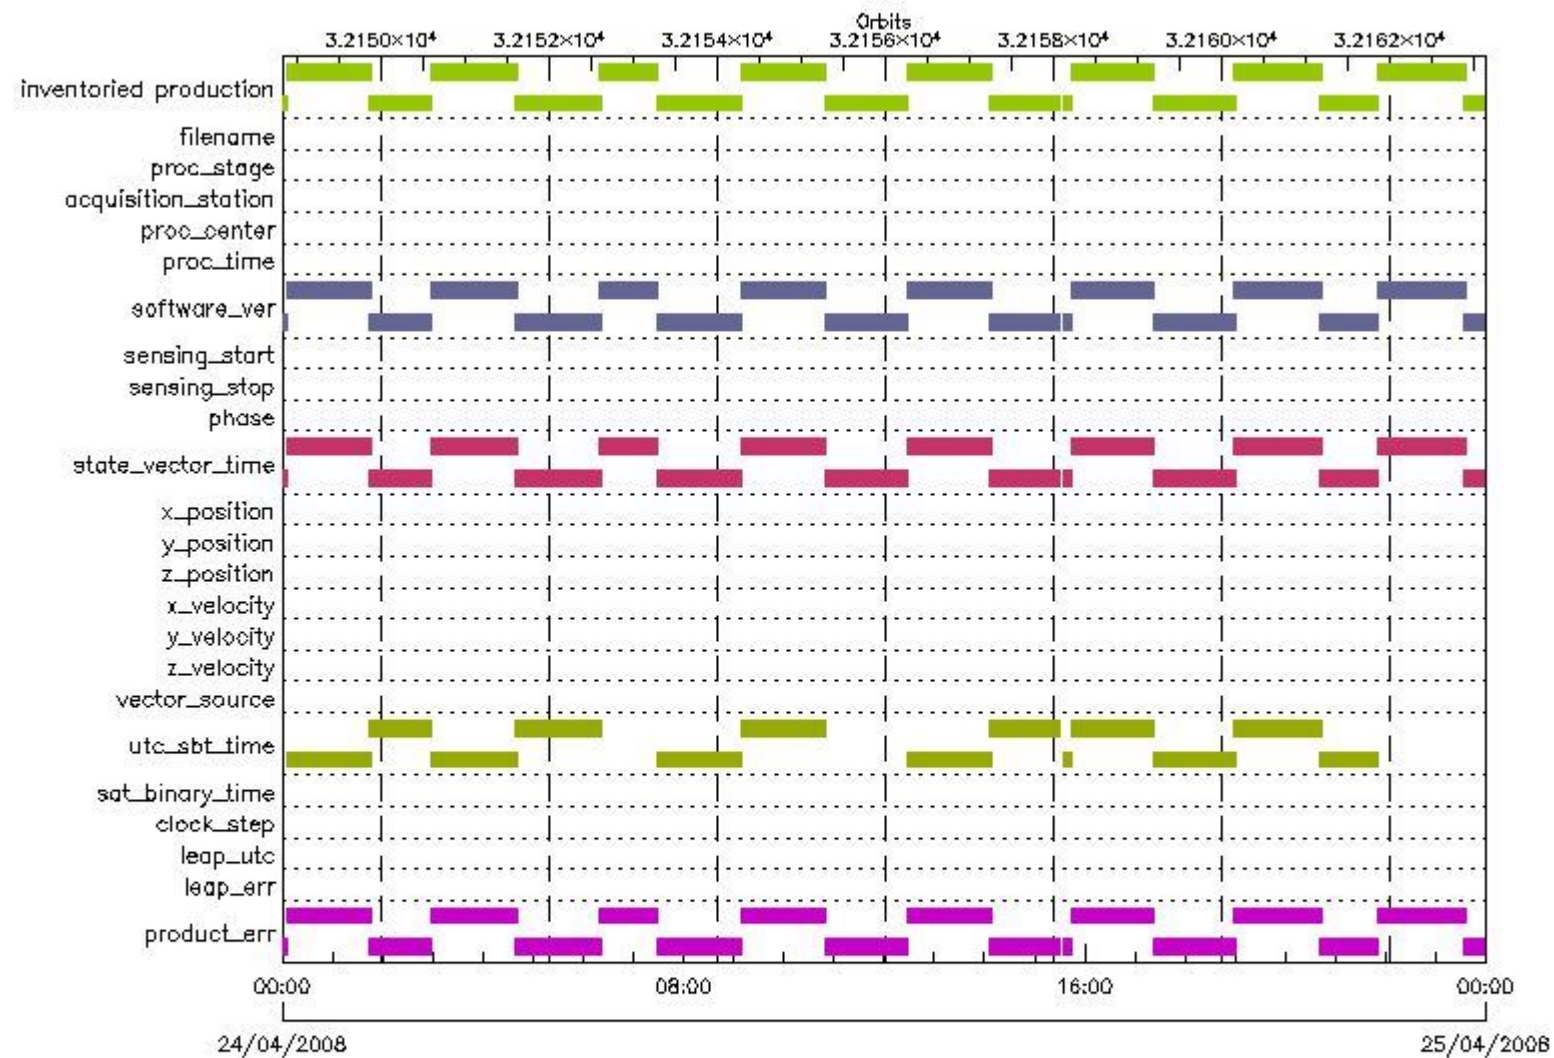 Orbits
3.2150×10⁴ 3.2152×10⁴ 3.2154×10⁴ 3.2156×10⁴ 3.2158×10⁴ 3.2160×10⁴ 3.2162×10⁴
inventoried production
filename
proc_stage
acquisition_station
proc_center
proc_time
software_ver
sensing_start
sensing_stop
phase
state_vector_time
x_position
y_position
z_position
x_velocity
y_velocity
z_velocity
vector_source
utc_sbt_time
sat_binary_time
clock_step
leap_utc
leap_err
product_err
00:00 08:00 16:00 00:00
24/04/2008 25/04/2008